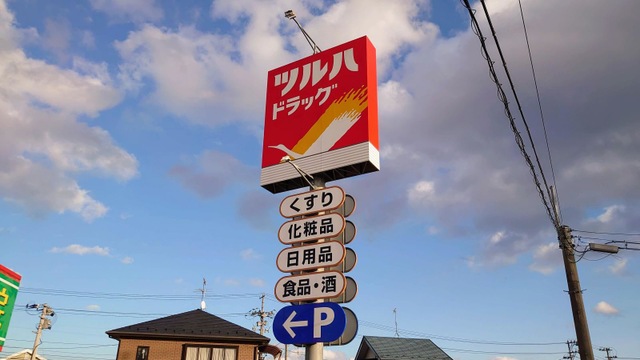 ツルハ
ドラッグ
くすり
化粧品
日用品
食品・酒
←P